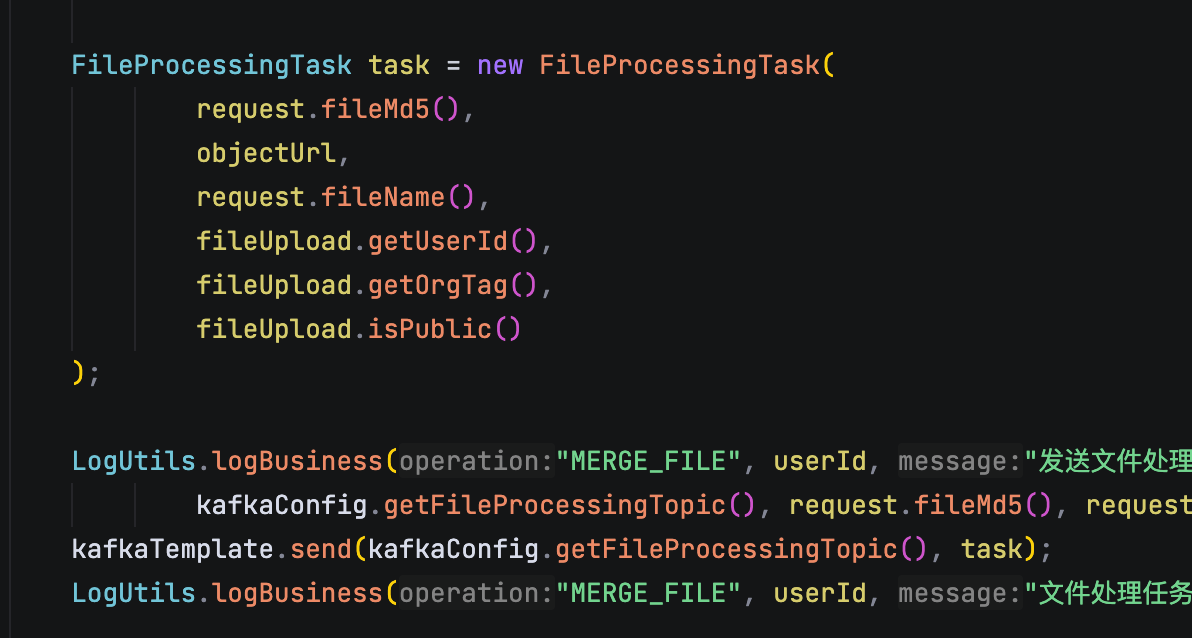 FileProcessingTask task = new FileProcessingTask(
request.fileMd5(),
objectUrl,
request.fileName(),
fileUpload.getUserId(),
fileUpload.getOrgTag(),
fileUpload.isPublic()
);
LogUtils.logBusiness(operation:"MERGE_FILE", userId, message:"发送文件处理
kafkaConfig.getFileProcessingTopic(), request.fileMd5(), request
kafkaTemplate.send(kafkaConfig.getFileProcessingTopic(), task);
LogUtils.logBusiness(operation:"MERGE_FILE", userId, message:"文件处理任务